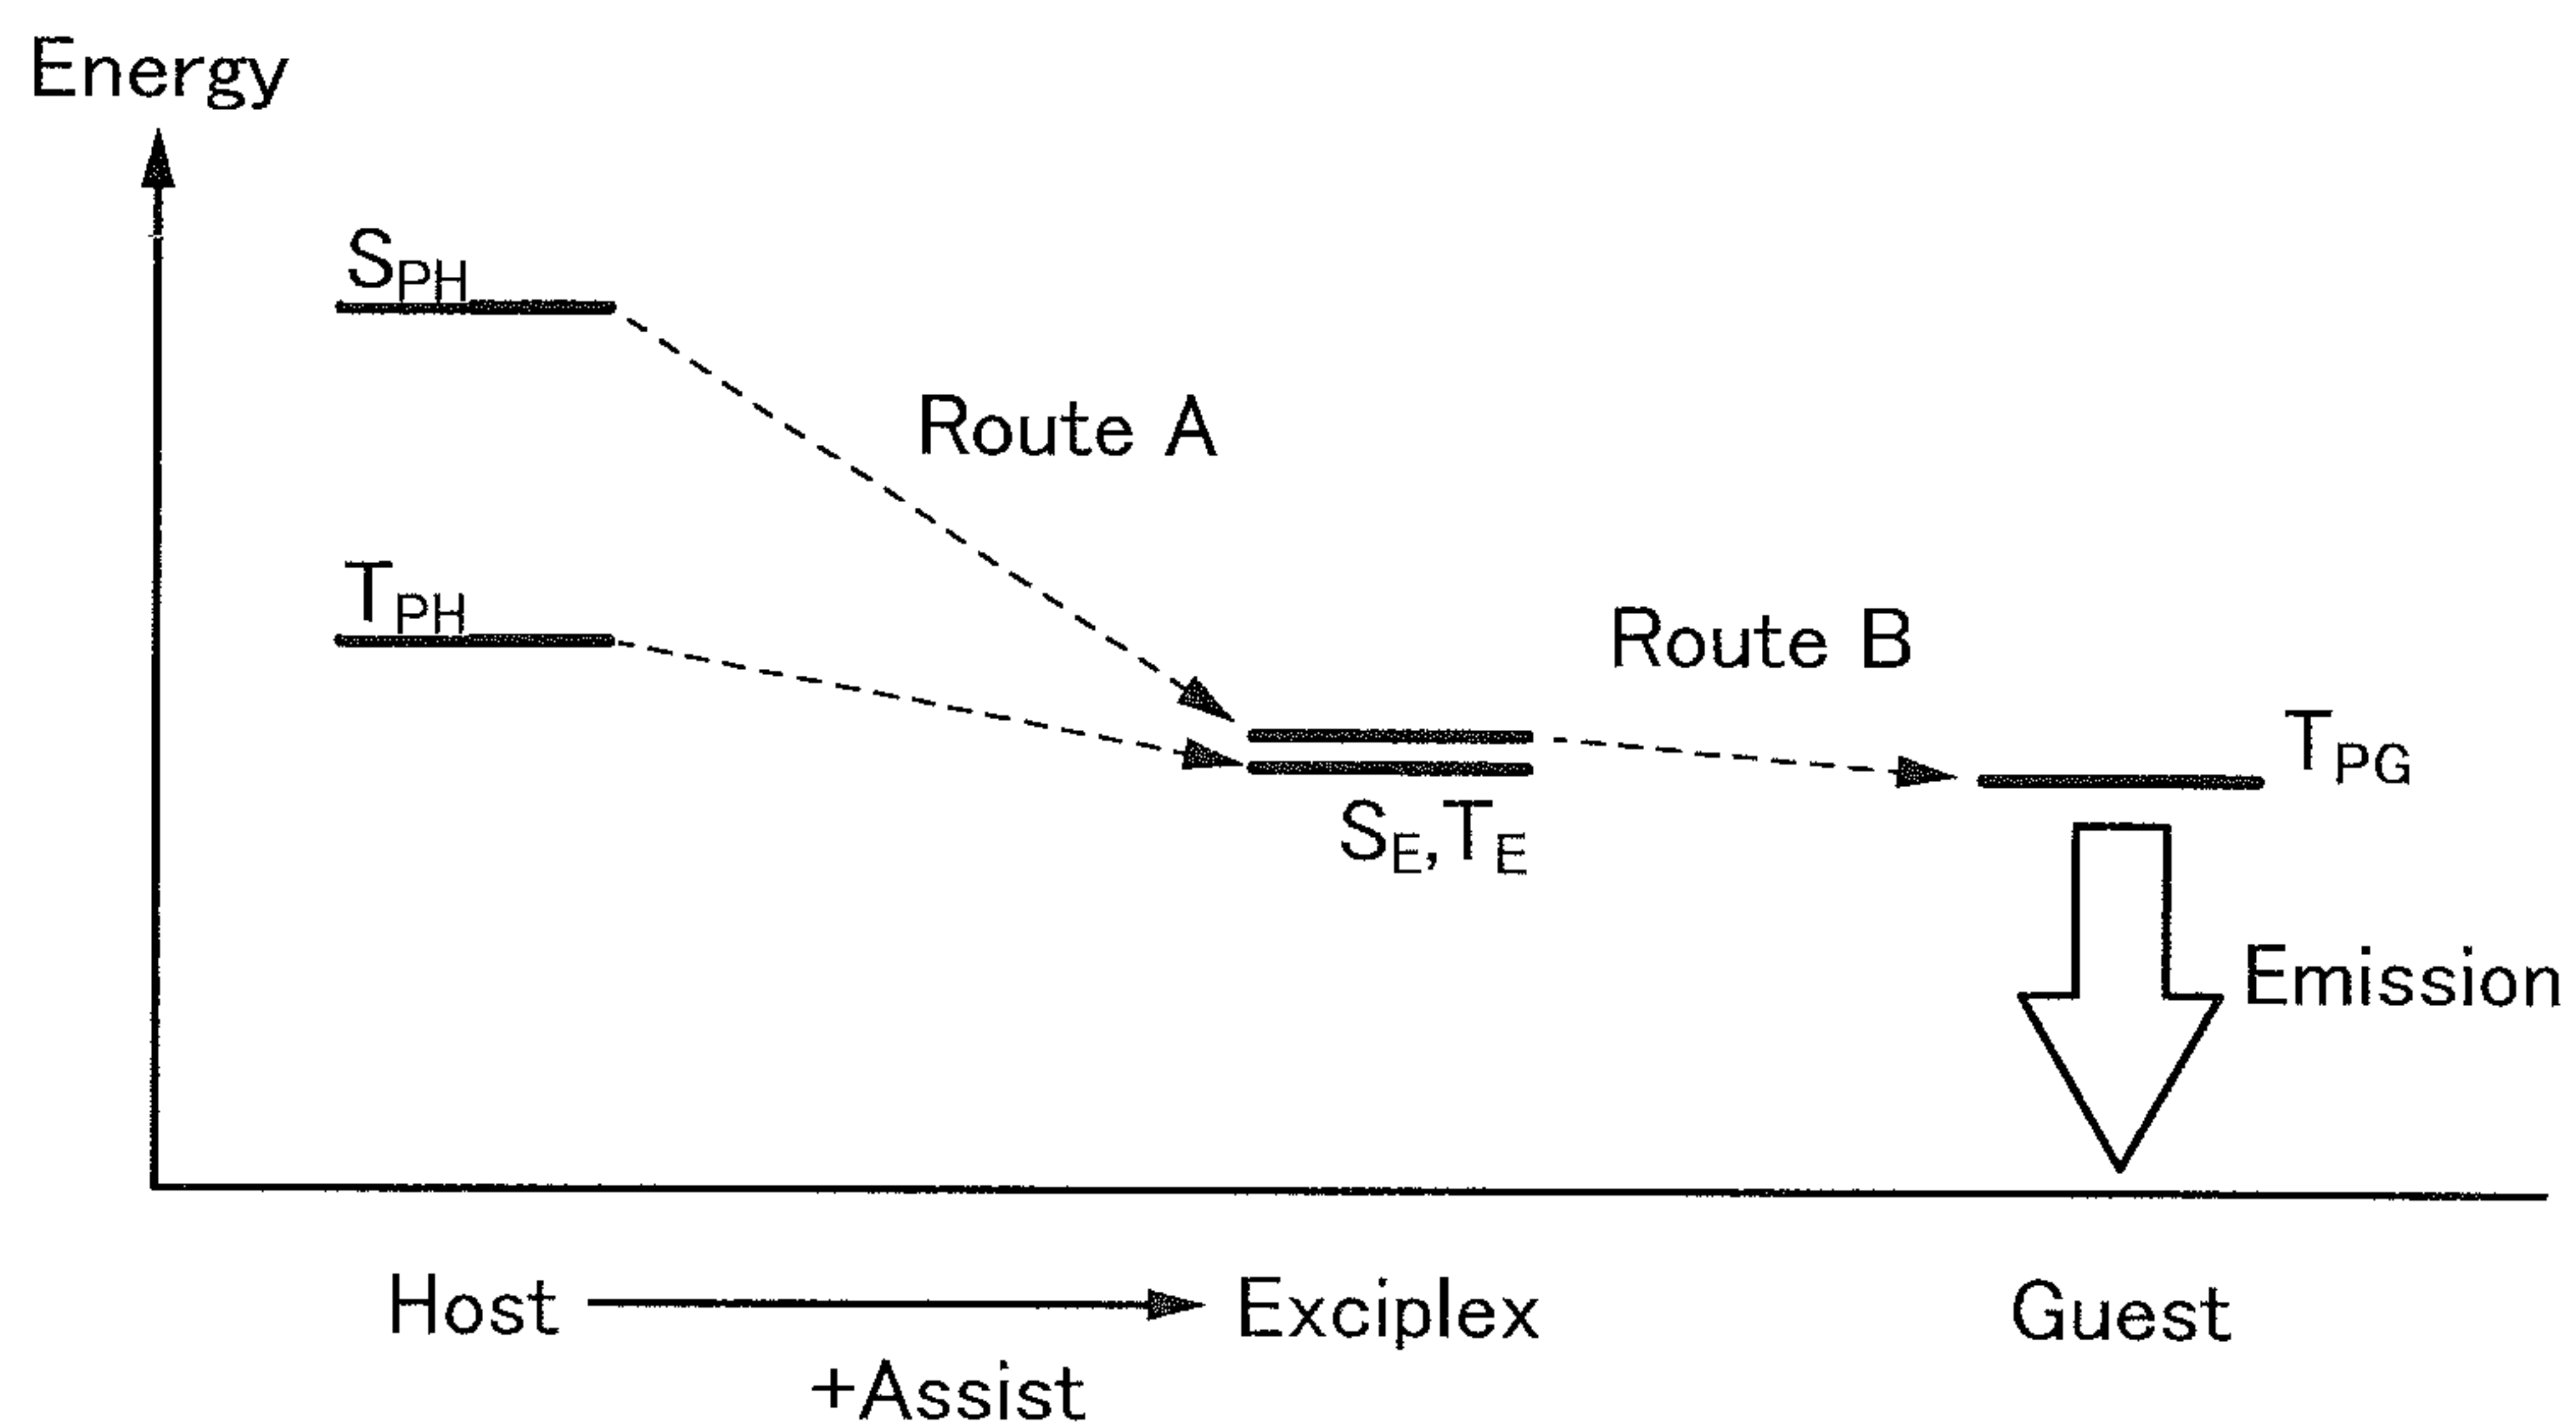 Energy
SPH
Route A
TPH
Route B
TPG
SE,TE
Emission
Host
Exciplex
Guest
+Assist